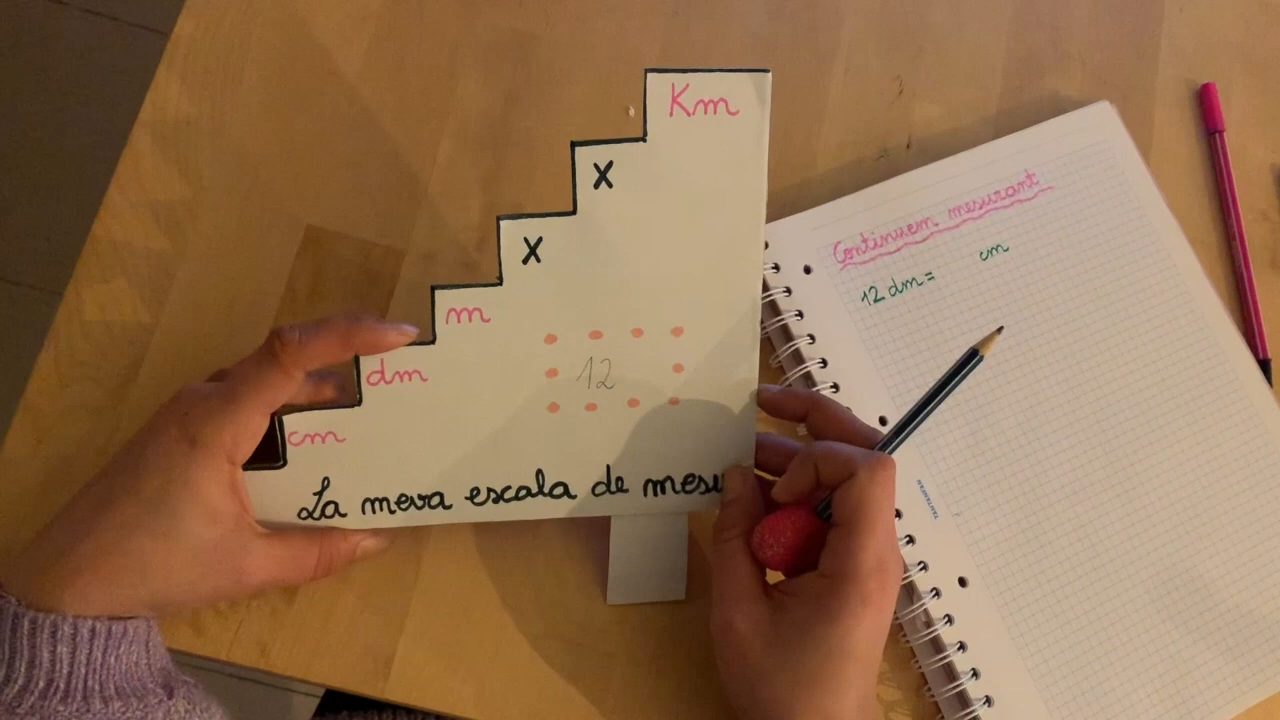 Km
X
X
m
dm
12
cm
La meva escala de mesu
Continuem mesurant
12 dm = cm